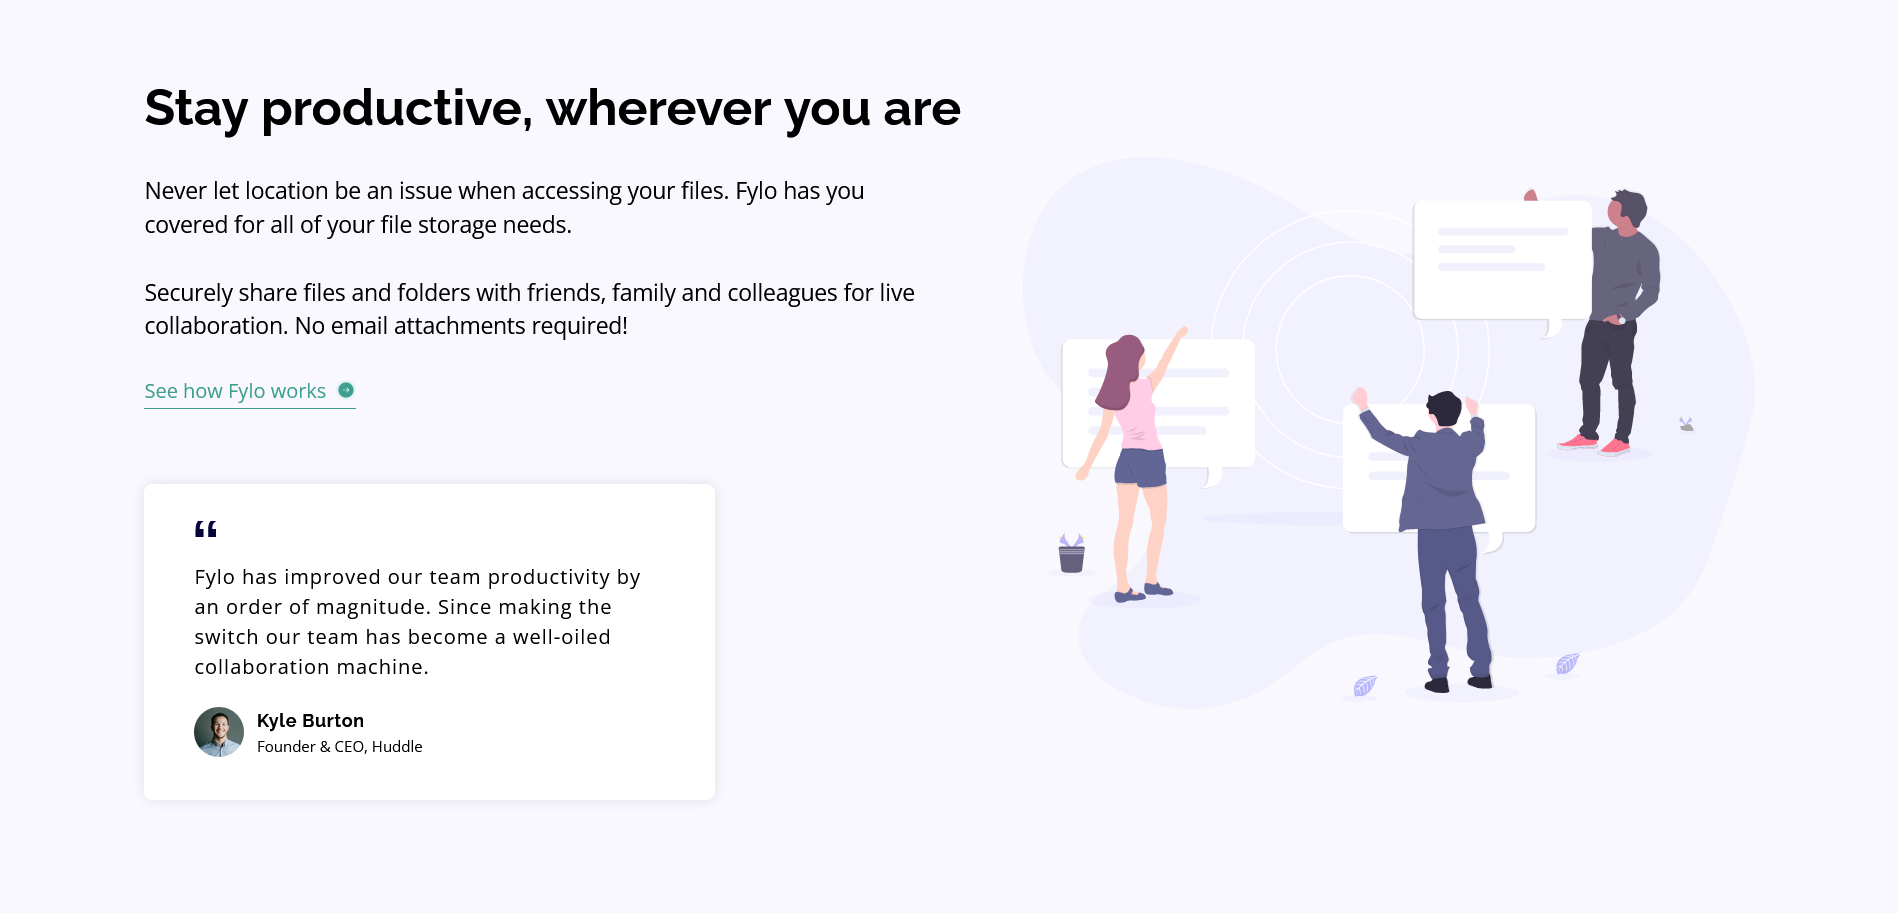 Stay productive, wherever you are
Never let location be an issue when accessing your files. Fylo has you
covered for all of your file storage needs.
Securely share files and folders with friends, family and colleagues for live
collaboration. No email attachments required!
See how Fylo works
“
Fylo has improved our team productivity by
an order of magnitude. Since making the
switch our team has become a well-oiled
collaboration machine.
Kyle Burton
Founder & CEO, Huddle